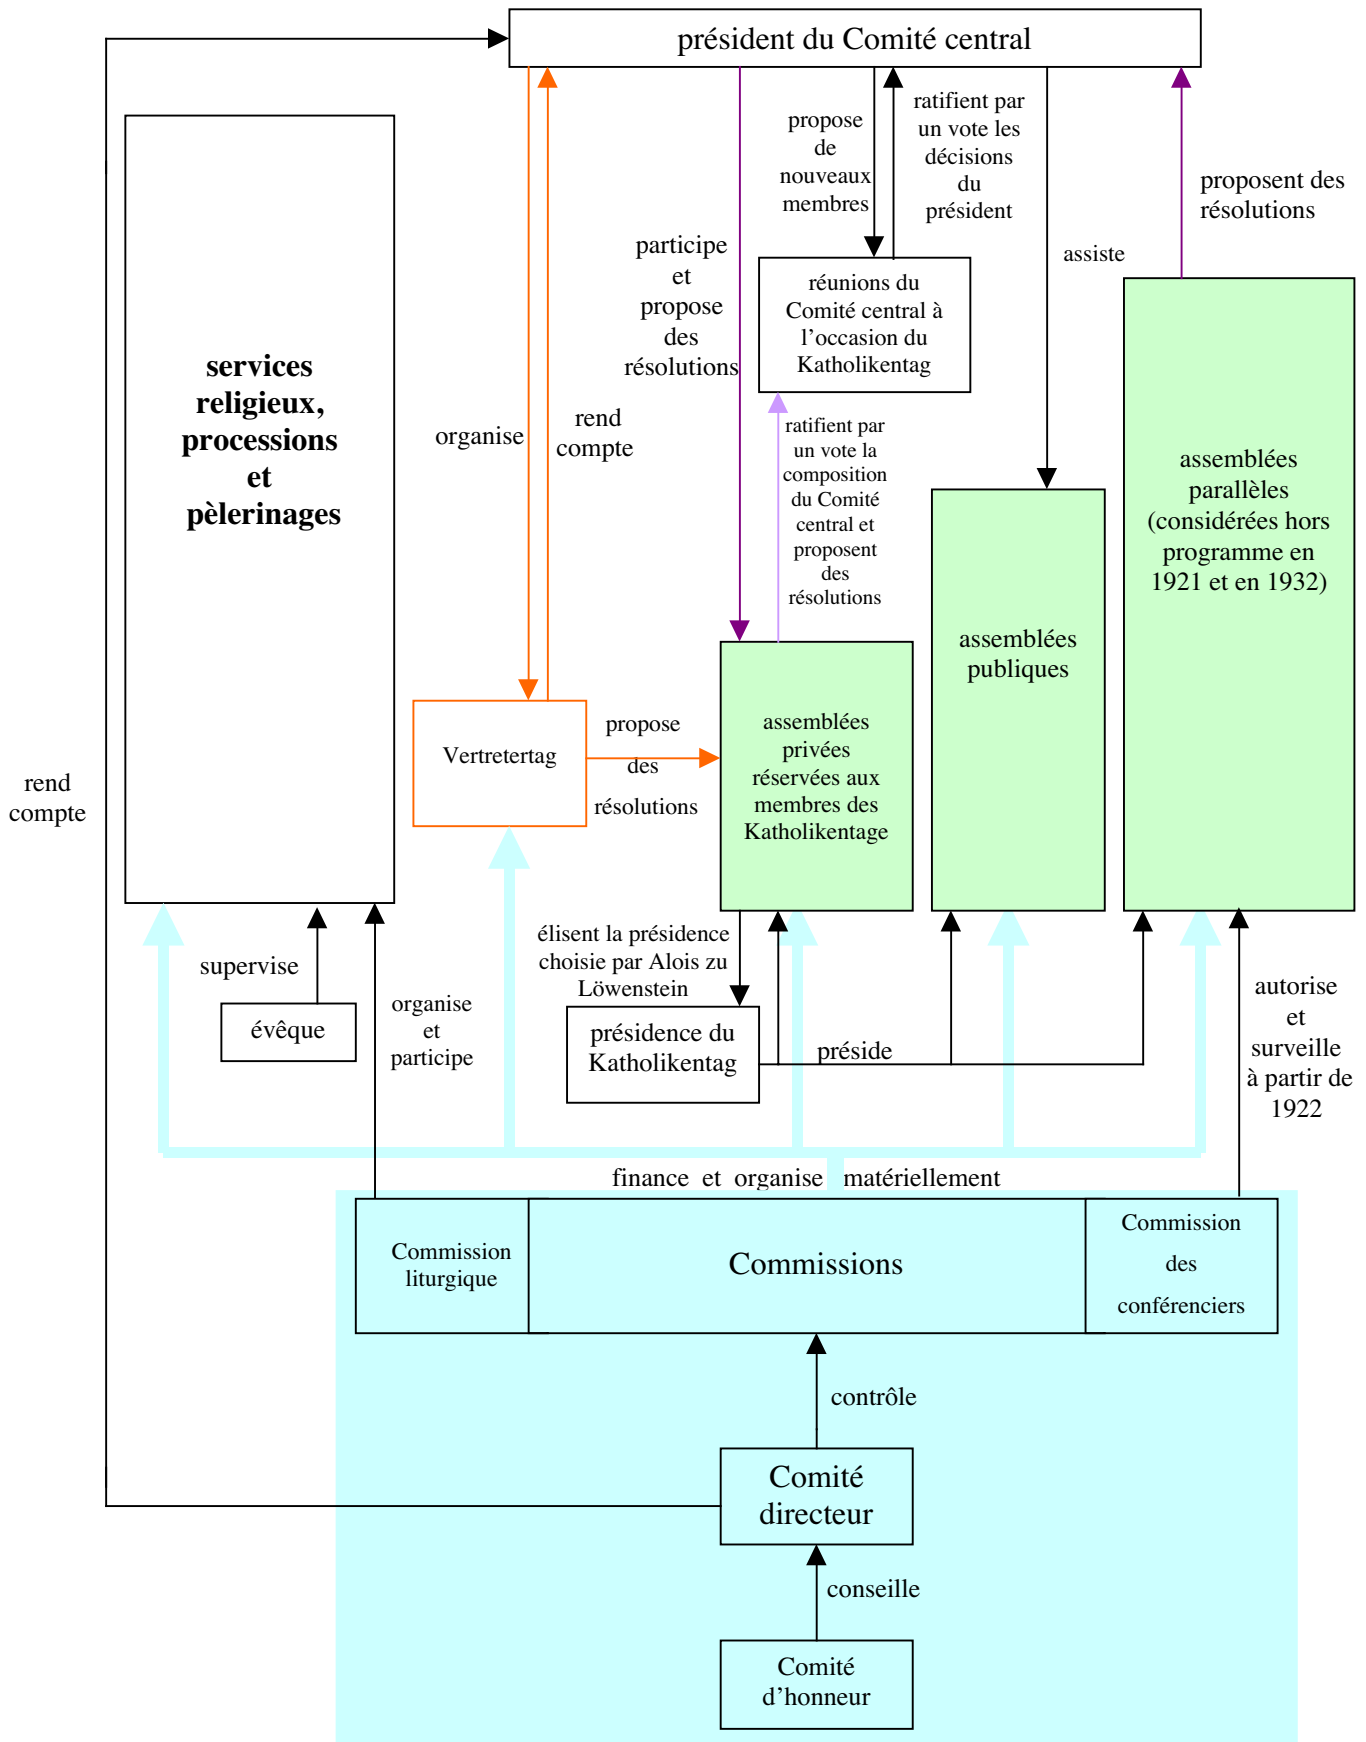 président du Comité central
propose
de
nouveaux
membres
ratifient par
un vote les
décisions
du
président
proposent des
résolutions
participe
et
propose
des
résolutions
assiste
réunions du
Comité central à
l’occasion du
Katholikentag
services
religieux,
processions
et
pèlerinages
organise
rend
compte
ratifient par
un vote la
composition
du Comité
central et
proposent
des
résolutions
assemblées
parallèles
(considérées hors
programme en
1921 et en 1932)
assemblées
publiques
Vertretertag
propose
des
résolutions
assemblées
privées
réservées aux
membres des
Katholikentage
rend
compte
élisent la présidence
choisie par Alois zu
Löwenstein
supervise
évêque
organise
et
participe
présidence du
Katholikentag
préside
autorise
et
surveille
à partir de
1922
finance et organise matériellement
Commission
liturgique
Commissions
Commission
des
conférenciers
contrôle
Comité
directeur
conseille
Comité
d’honneur